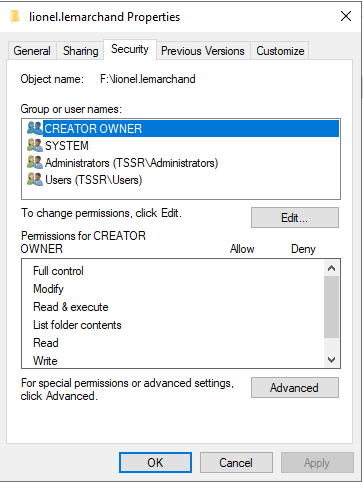 lionel.lemarchand Properties
General Sharing Security Previous Versions Customize
Object name: F:\lionel.lemarchand
Group or user names:
CREATOR OWNER
SYSTEM
Administrators (TSSR\Administrators)
Users (TSSR\Users)
To change permissions, click Edit.
Edit...
Permissions for CREATOR
OWNER Allow Deny
Full control
Modify
Read & execute
List folder contents
Read
Write
For special permissions or advanced settings,
click Advanced.
Advanced
OK Cancel Apply